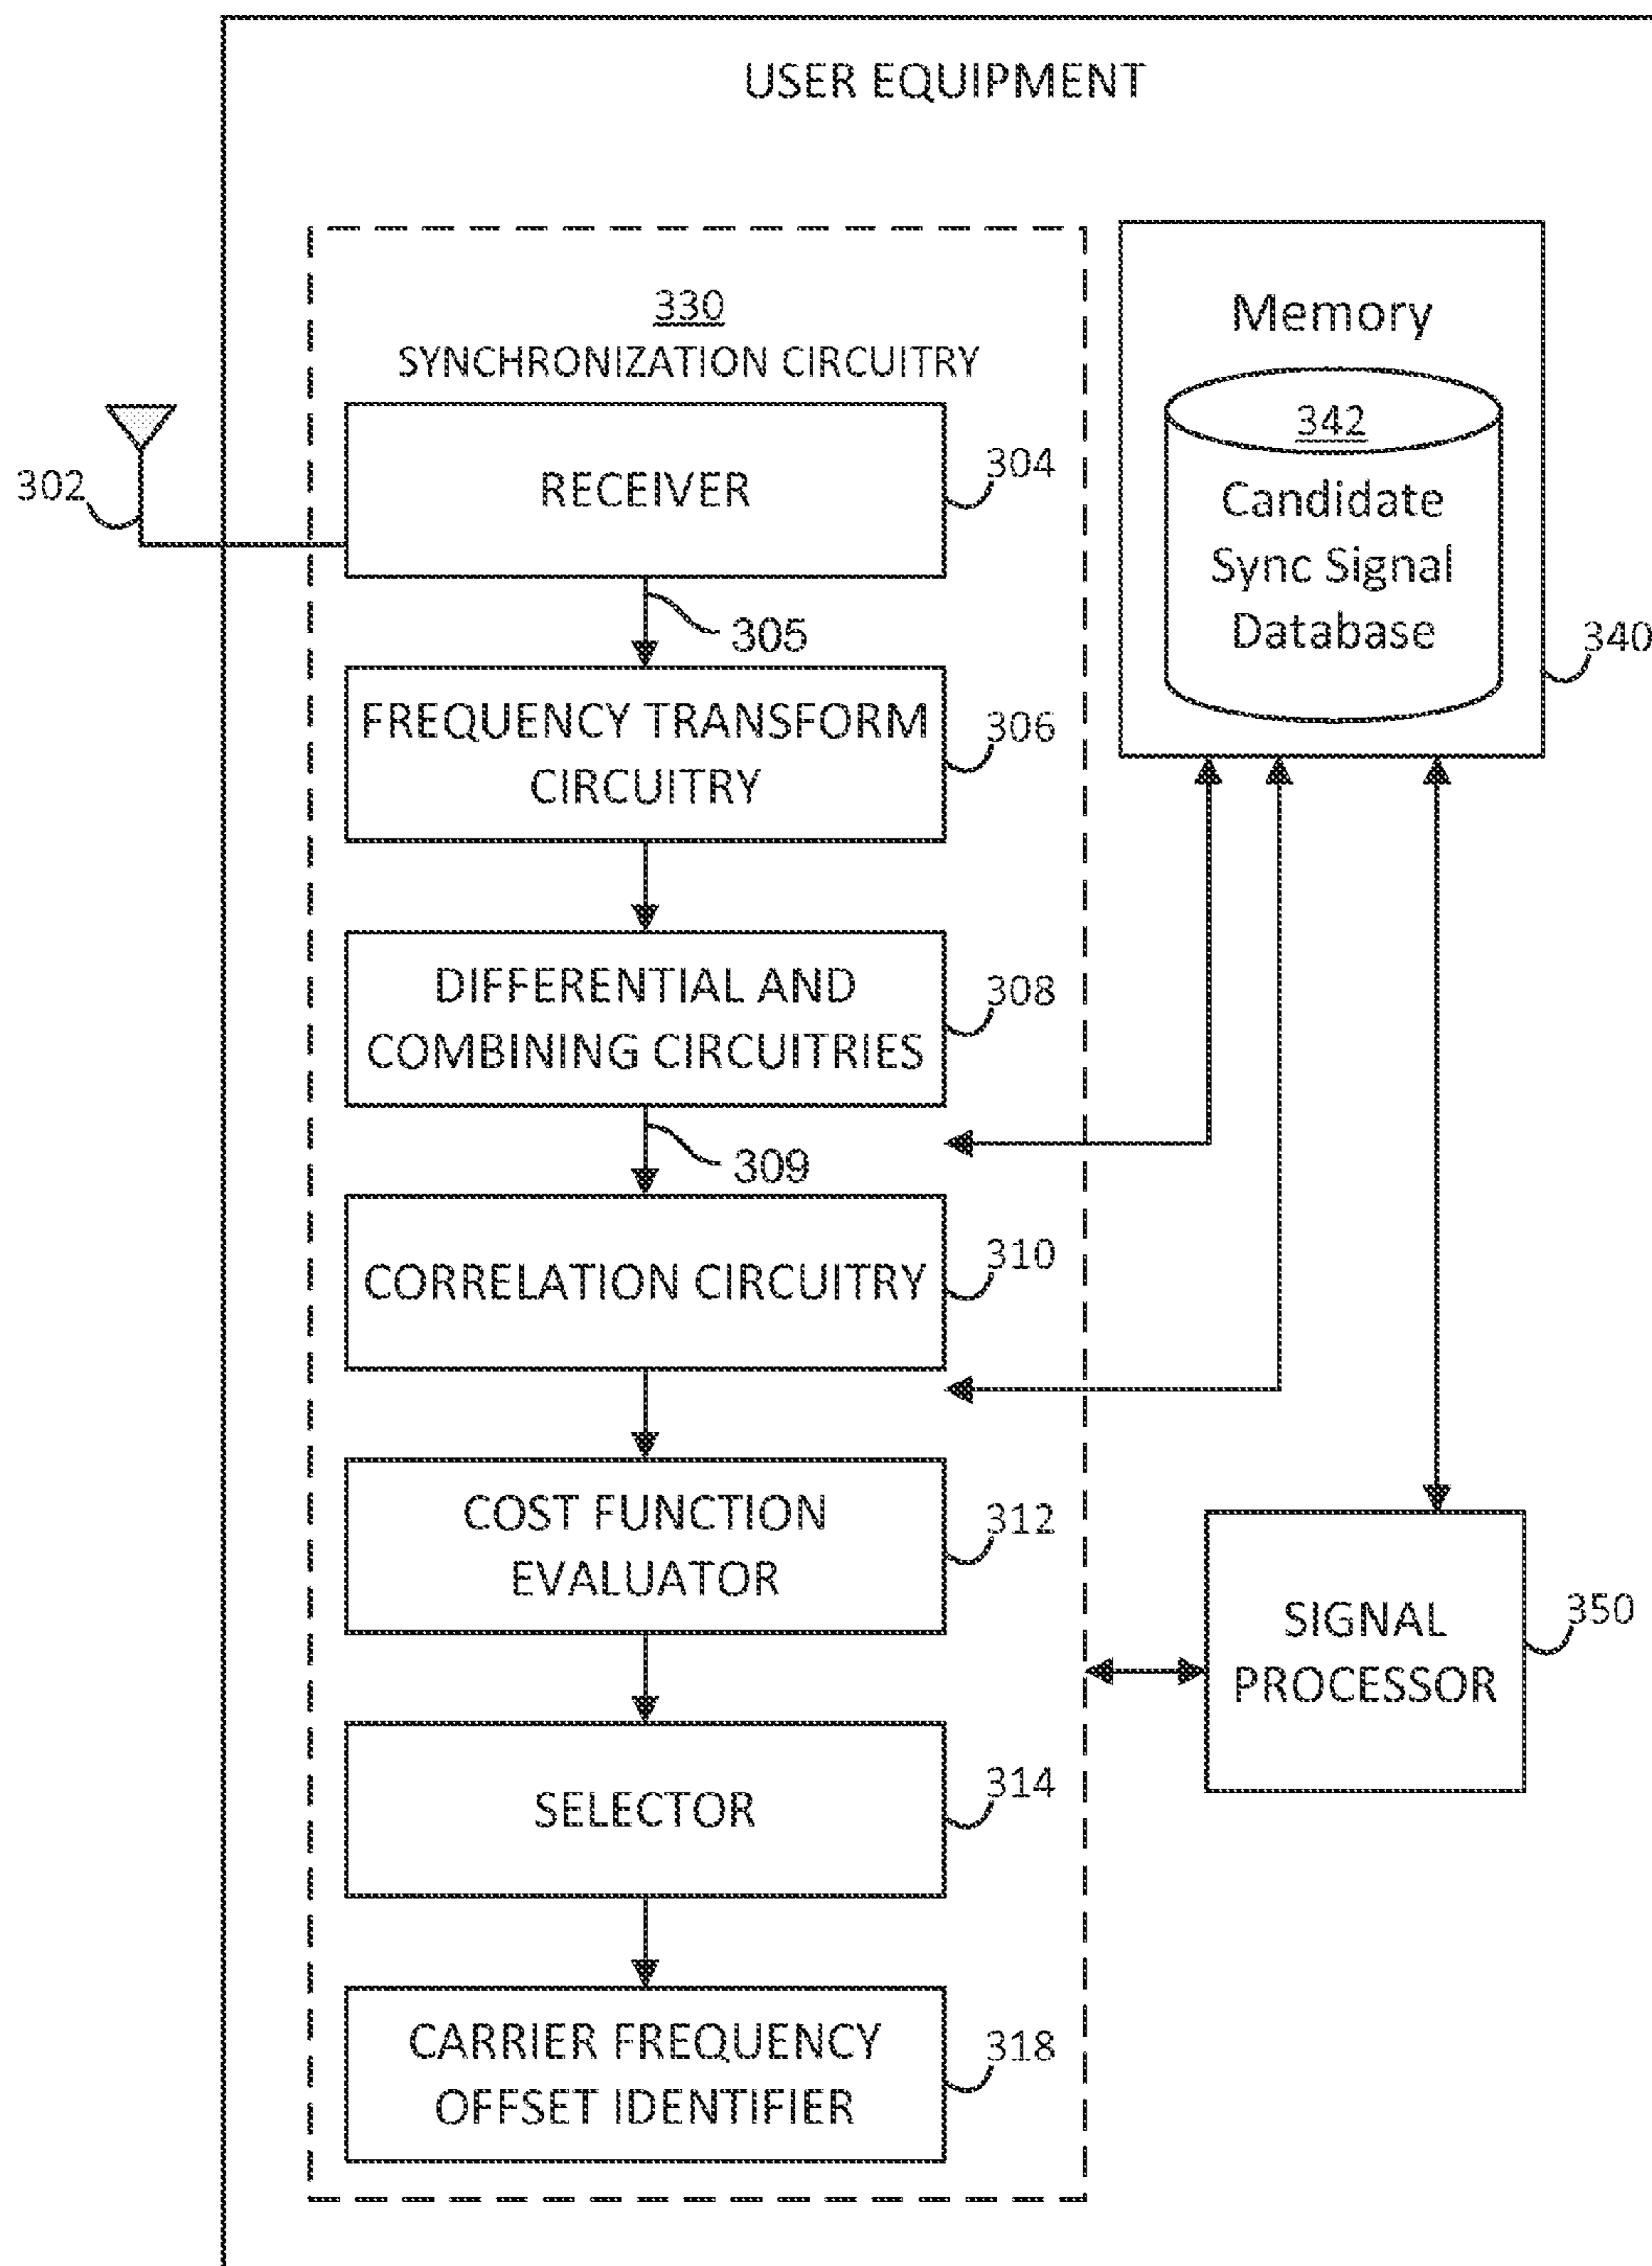 USER EQUIPMENT
330
SYNCHRONIZATION CIRCUITRY
302
RECEIVER
304
305
FREQUENCY TRANSFORM
CIRCUITRY
306
DIFFERENTIAL AND
COMBINING CIRCUITRIES
308
309
CORRELATION CIRCUITRY
310
COST FUNCTION
EVALUATOR
312
SELECTOR
314
CARRIER FREQUENCY
OFFSET IDENTIFIER
318
Memory
342
Candidate
Sync Signal
Database
340
SIGNAL
PROCESSOR
350